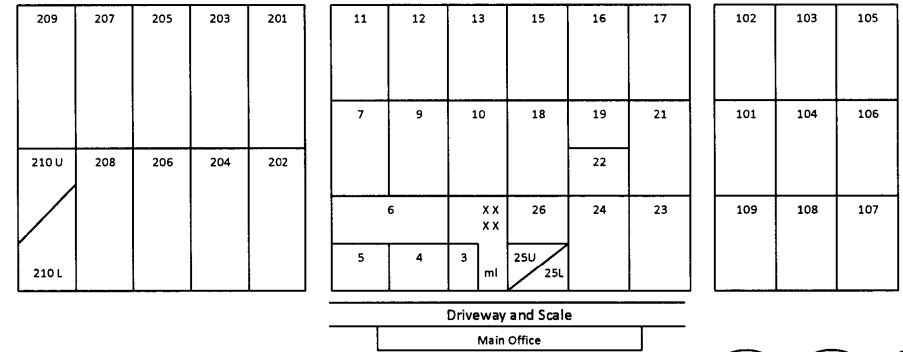 209 207 205 203 201 11 12 13 15 16 17 102 103 105
7 9 10 18 19 21 101 104 106
210 U 208 206 204 202 22
6 X X 26 24 23 109 108 107
X X
5 4 3 25U
210 L ml 25L
Driveway and Scale
Main Office